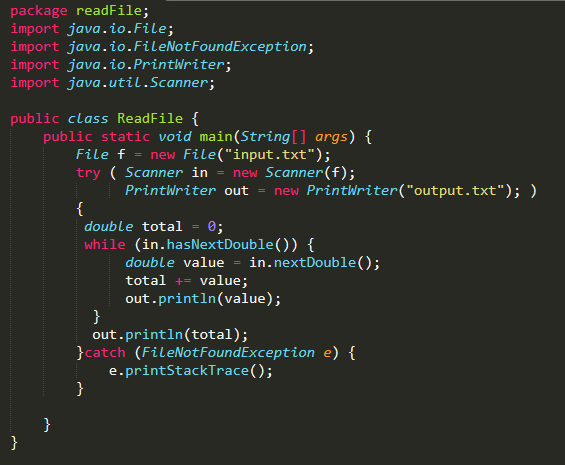 package readFile;
import java.io.File;
import java.io.FileNotFoundException;
import java.io.PrintWriter;
import java.util.Scanner;

public class ReadFile {
    public static void main(String[] args) {
        File f = new File("input.txt");
        try ( Scanner in = new Scanner(f);
              PrintWriter out = new PrintWriter("output.txt"); )
        {
         double total = 0;
         while (in.hasNextDouble()) {
              double value = in.nextDouble();
              total += value;
              out.println(value);
          }
          out.println(total);
        }catch (FileNotFoundException e) {
            e.printStackTrace();
        }

    }
}